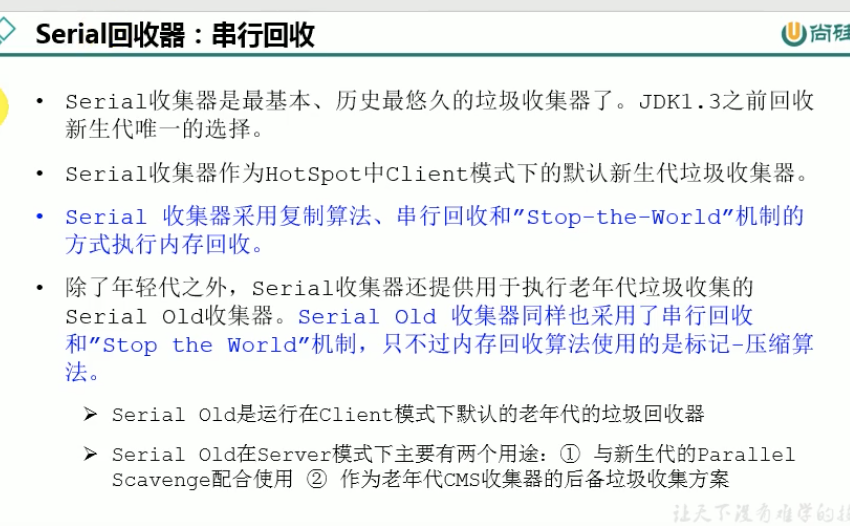 Serial回收器：串行回收
尚硅
• Serial收集器是最基本、历史最悠久的垃圾收集器了。JDK1.3之前回收
新生代唯一的选择。
• Serial收集器作为HotSpot中Client模式下的默认新生代垃圾收集器。
• Serial 收集器采用复制算法、串行回收和"Stop-the-World"机制的
方式执行内存回收。
• 除了年轻代之外，Serial收集器还提供用于执行老年代垃圾收集的
Serial Old收集器。Serial Old 收集器同样也采用了串行回收
和"Stop the World"机制，只不过内存回收算法使用的是标记-压缩算
法。
➢ Serial Old是运行在Client模式下默认的老年代的垃圾回收器
➢ Serial Old在Server模式下主要有两个用途：① 与新生代的Parallel
Scavenge配合使用 ② 作为老年代CMS收集器的后备垃圾收集方案
让天下没有难学的技